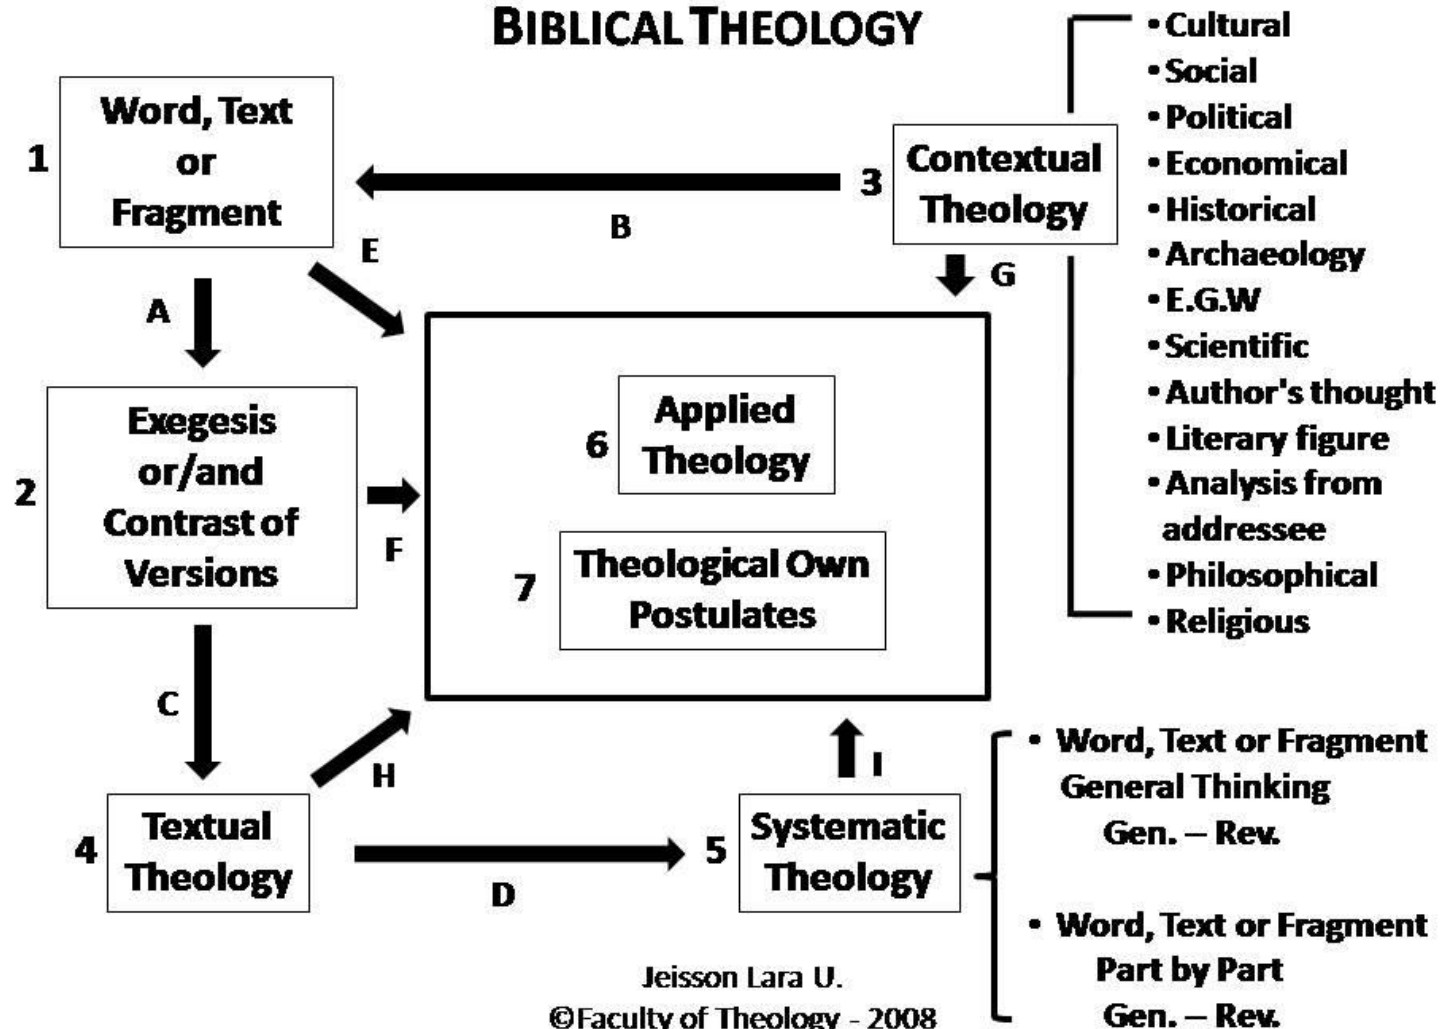 BIBLICAL THEOLOGY
1
Word, Text
or
Fragment
A
B
E
3
Contextual
Theology
G
• Cultural
• Social
• Political
• Economical
• Historical
• Archaeology
• E.G.W
• Scientific
• Author's thought
• Literary figure
• Analysis from
addressee
• Philosophical
• Religious
2
Exegesis
or/and
Contrast of
Versions
F
6
Applied
Theology
7
Theological Own
Postulates
C
H
I
4
Textual
Theology
D
5
Systematic
Theology
• Word, Text or Fragment
General Thinking
Gen. – Rev.
• Word, Text or Fragment
Part by Part
Gen. – Rev.
Jeisson Lara U.
©Faculty of Theology - 2008